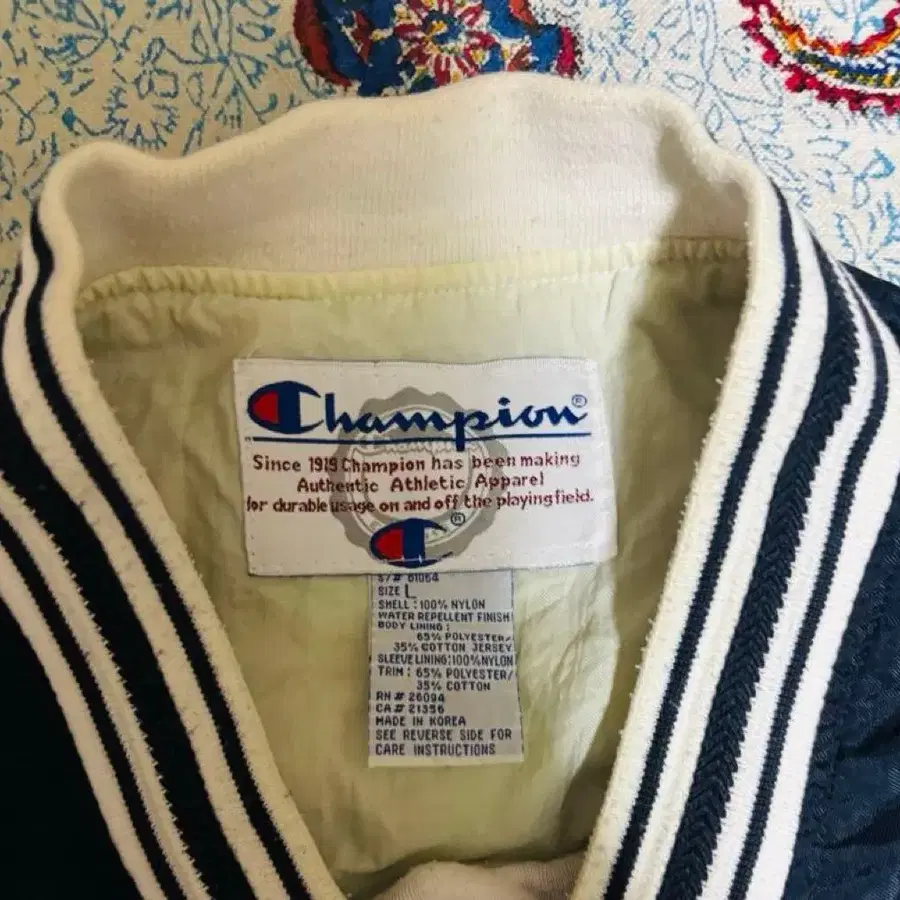 Champion®
Since 1919 Champion has been making
Authentic Athletic Apparel
for durable usage on and off the playing field.
®
S/# 61064
SIZE L
SHELL : 100% NYLON
WATER REPELLENT FINISH
BODY LINING :
65% POLYESTER/
35% COTTON JERSEY
SLEEVE LINING:100%NYLON
TRIM : 65% POLYESTER/
35% COTTON
RN # 26094
CA # 21356
MADE IN KOREA
SEE REVERSE SIDE FOR
CARE INSTRUCTIONS